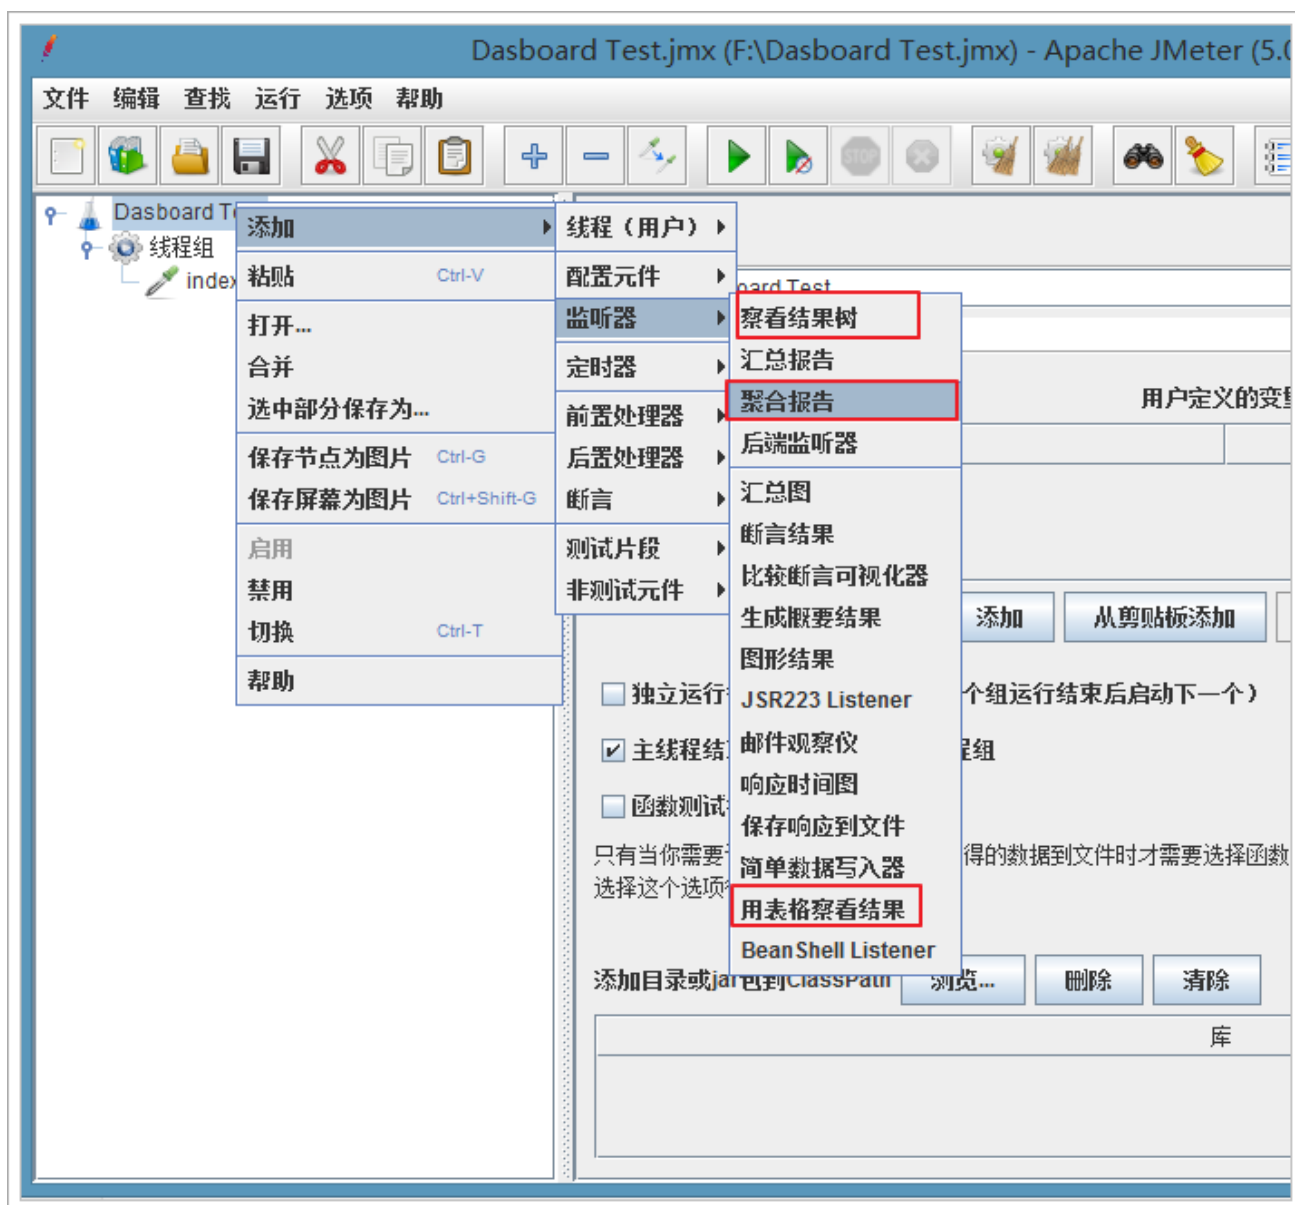 Dasboard Test.jmx (F:\Dasboard Test.jmx) - Apache JMeter (5.0
文件 编辑 查找 运行 选项 帮助
STOP
Dasboard T
线程组
index
添加
粘贴 Ctrl-V
打开...
合并
选中部分保存为...
保存节点为图片 Ctrl-G
保存屏幕为图片 Ctrl+Shift-G
启用
禁用
切换 Ctrl-T
帮助
线程（用户）
配置元件
监听器
定时器
前置处理器
后置处理器
断言
测试片段
非测试元件
察看结果树
汇总报告
聚合报告
后端监听器
汇总图
断言结果
比较断言可视化器
生成概要结果
图形结果
JSR223 Listener
邮件观察仪
响应时间图
保存响应到文件
简单数据写入器
用表格察看结果
BeanShell Listener
oard Test
用户定义的变
添加 从剪贴板添加
独立运行 个组运行结束后启动下一个）
主线程结 程组
函数测试
只有当你需要 得的数据到文件时才需要选择函数
选择这个选项
添加目录或jar包到ClassPath 浏览... 删除 清除
库